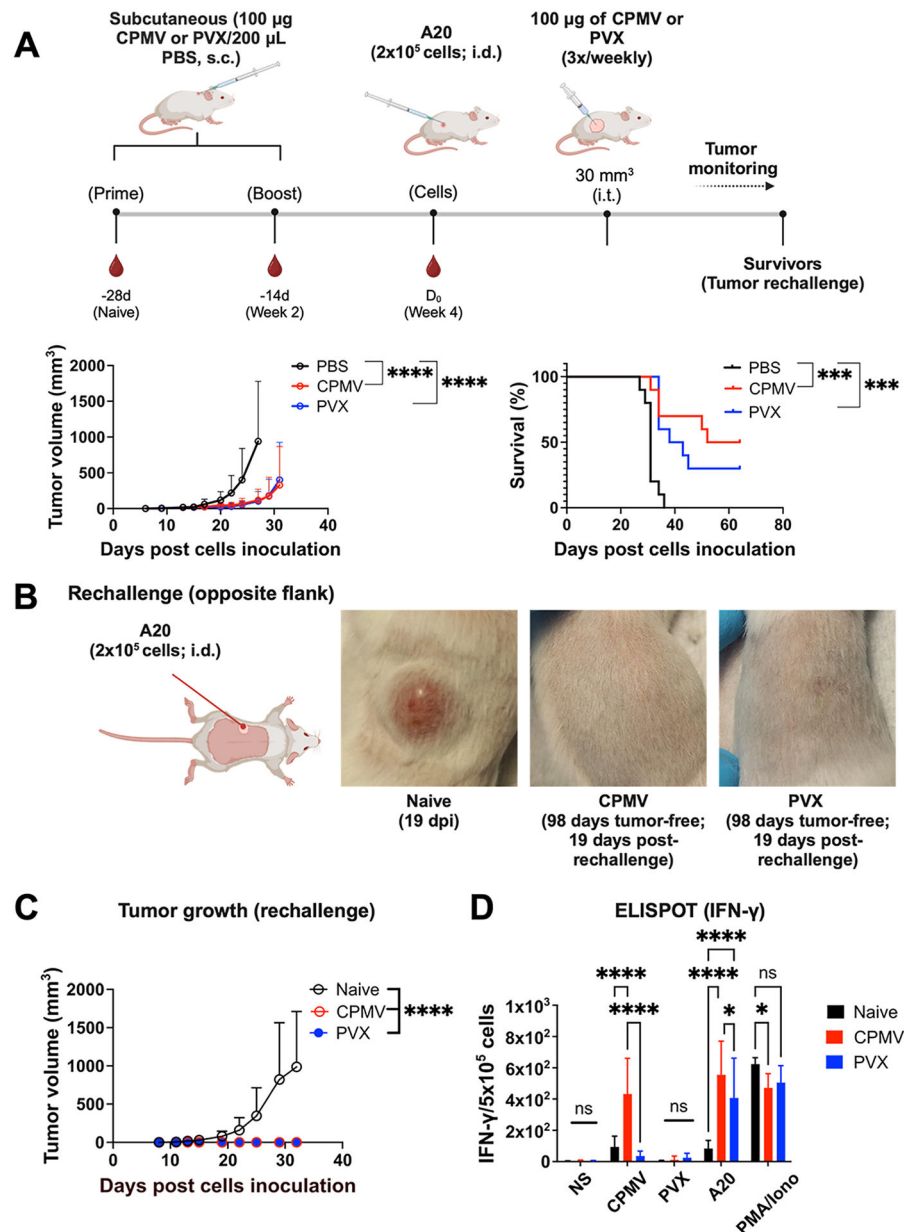 A
Subcutaneous (100 µg
CPMV or PVX/200 µL
PBS, s.c.)
A20
(2x10⁵ cells; i.d.)
100 µg of CPMV or
PVX
(3x/weekly)
(Prime)
(Boost)
(Cells)
30 mm³
(i.t.)
Tumor
monitoring
-28d
(Naive)
-14d
(Week 2)
D₀
(Week 4)
Survivors
(Tumor rechallenge)
Tumor volume (mm³)
2000
1500
1000
500
0
0
10
20
30
40
Days post cells inoculation
PBS
CPMV
PVX
****
****
Survival (%)
100
50
0
0
20
40
60
80
Days post cells inoculation
PBS
CPMV
PVX
***
***
B
Rechallenge (opposite flank)
A20
(2x10⁵ cells; i.d.)
Naive
(19 dpi)
CPMV
(98 days tumor-free;
19 days post-
rechallenge)
PVX
(98 days tumor-free;
19 days post-
rechallenge)
C
Tumor growth (rechallenge)
Tumor volume (mm³)
2000
1500
1000
500
0
0
10
20
30
40
Days post cells inoculation
Naive
CPMV
PVX
****
D
ELISPOT (IFN-γ)
IFN-γ/5x10⁵ cells
1x10³
8x10²
6x10²
4x10²
2x10²
0
ns
****
****
ns
****
****
*
ns
*
NS
CPMV
PVX
A20
PMA/Iono
Naive
CPMV
PVX